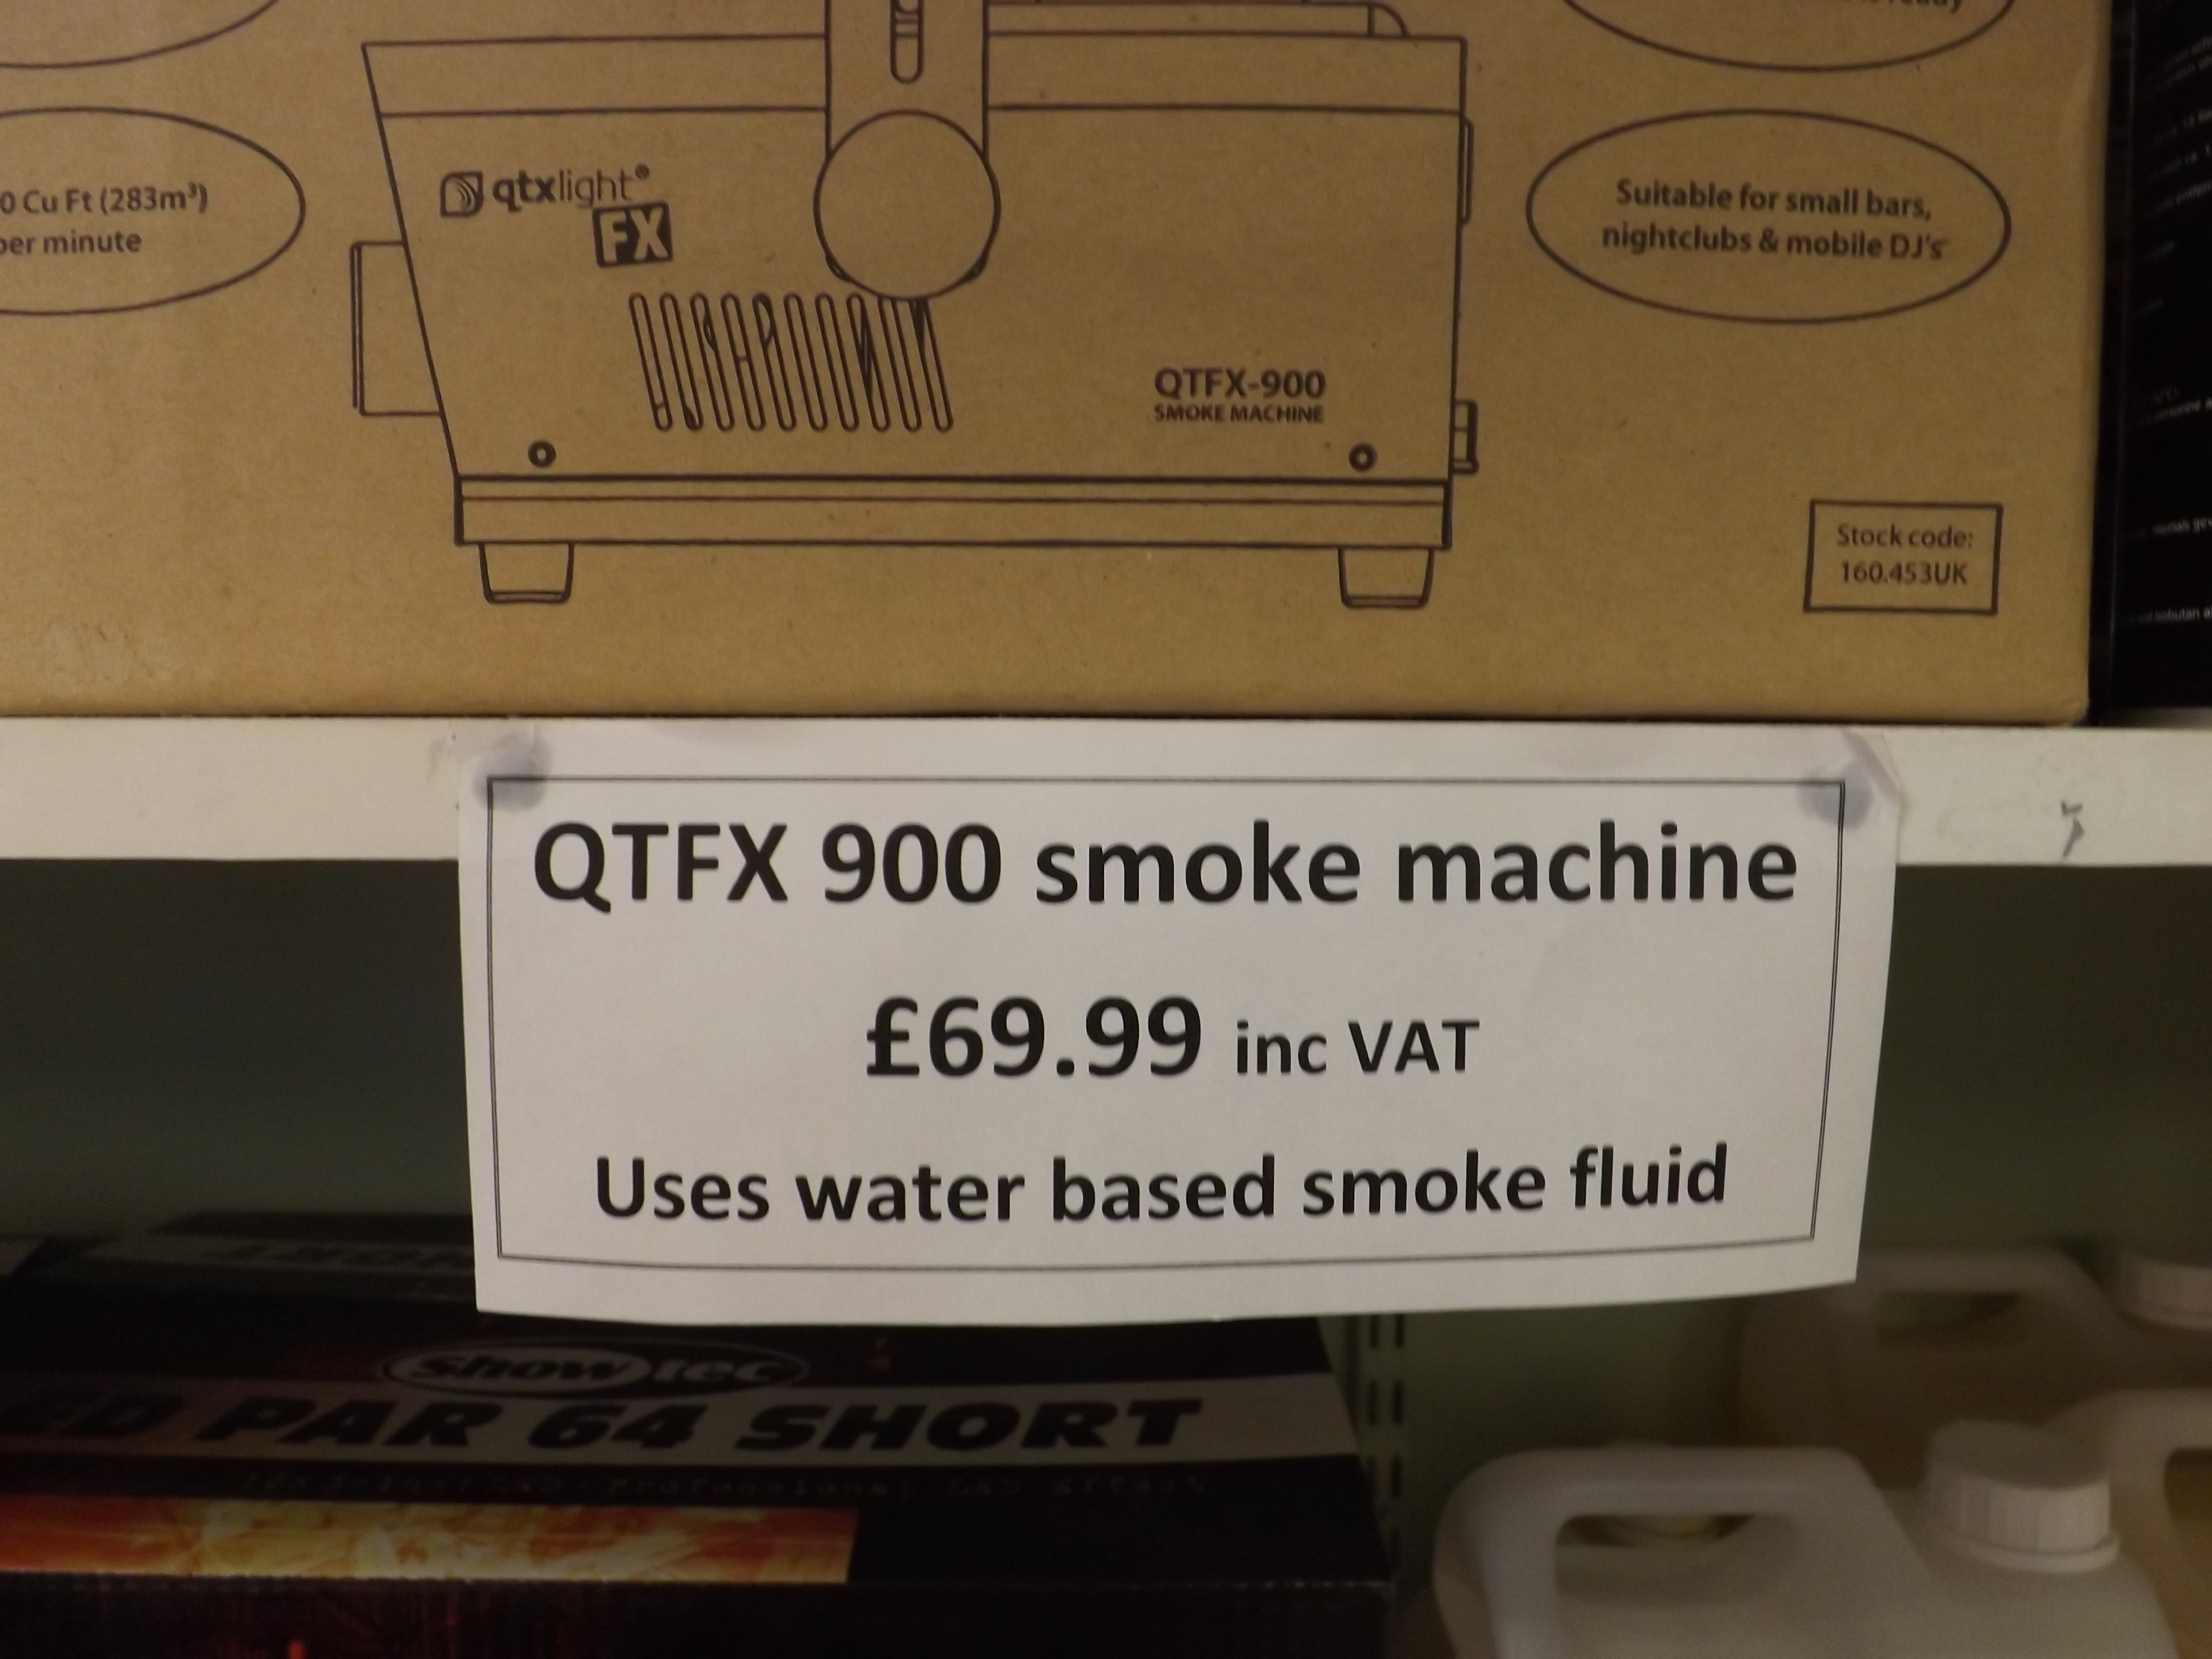 ready
0 Cu Ft (283m³)
per minute
qtxlight®
FX
Suitable for small bars,
nightclubs & mobile DJ's
QTFX-900
SMOKE MACHINE
Stock code:
160.453UK
QTFX 900 smoke machine
£69.99 inc VAT
Uses water based smoke fluid
Showtec
ED PAR 64 SHORT